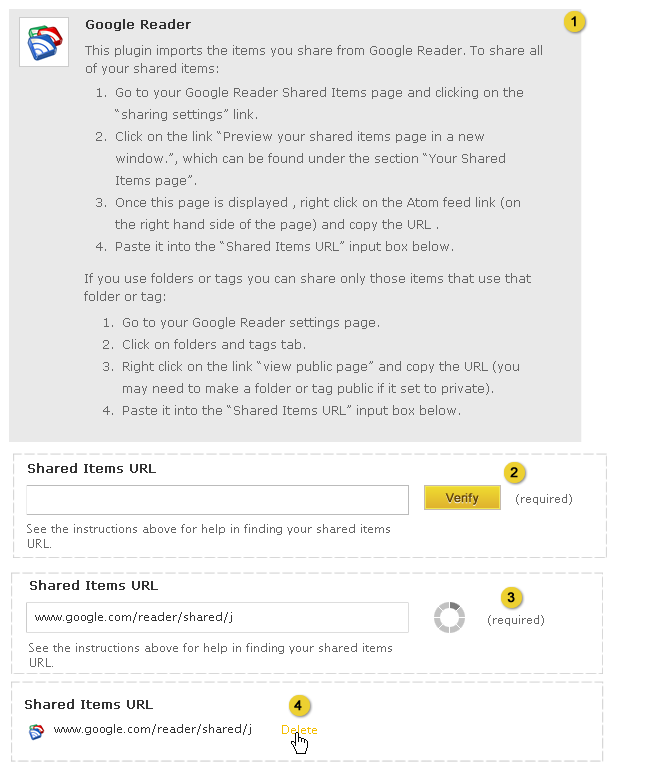 Google Reader
1
This plugin imports the items you share from Google Reader. To share all
of your shared items:
1. Go to your Google Reader Shared Items page and clicking on the
“sharing settings” link.
2. Click on the link “Preview your shared items page in a new
window.”, which can be found under the section “Your Shared
Items page”.
3. Once this page is displayed , right click on the Atom feed link (on
the right hand side of the page) and copy the URL .
4. Paste it into the “Shared Items URL” input box below.
If you use folders or tags you can share only those items that use that
folder or tag:
1. Go to your Google Reader settings page.
2. Click on folders and tags tab.
3. Right click on the link “view public page” and copy the URL (you
may need to make a folder or tag public if it set to private).
4. Paste it into the “Shared Items URL” input box below.
Shared Items URL
2
Verify
(required)
See the instructions above for help in finding your shared items
URL.
Shared Items URL
3
www.google.com/reader/shared/j
(required)
See the instructions above for help in finding your shared items
URL.
Shared Items URL
4
www.google.com/reader/shared/j
Delete